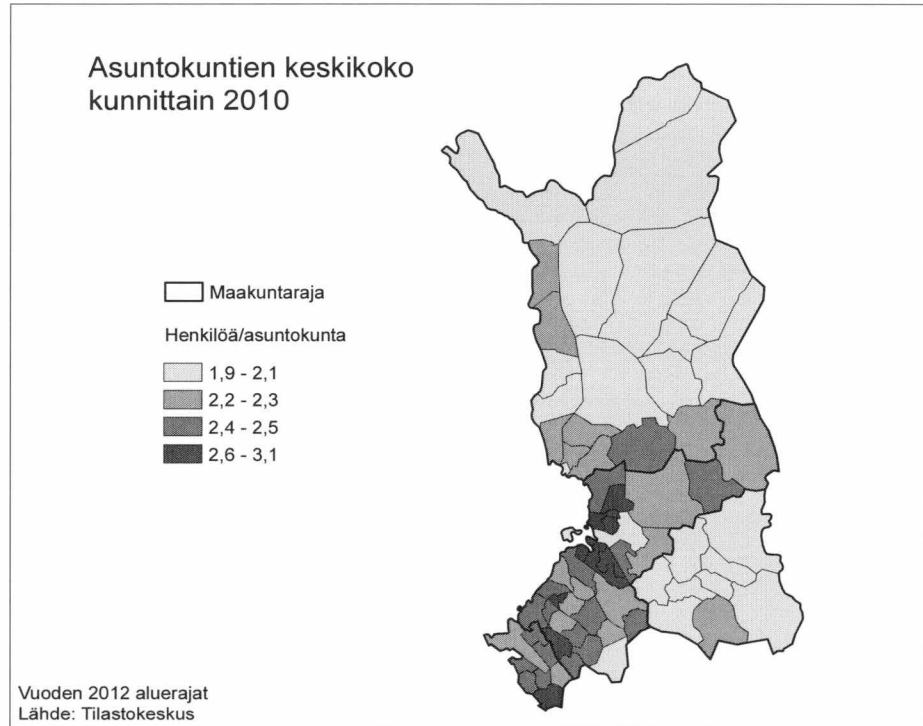 Asuntokuntien keskikoko
kunnittain 2010
Maakuntaraja
Henkilöä/asuntokunta
1,9 - 2,1
2,2 - 2,3
2,4 - 2,5
2,6 - 3,1
Vuoden 2012 aluerajat
Lähde: Tilastokeskus